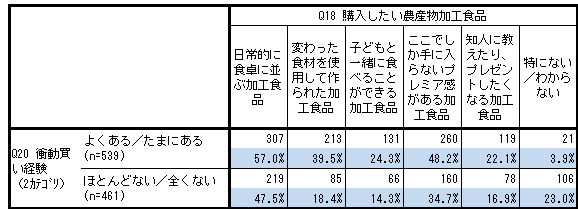 Q18 購入したい農産物加工食品
日常的に
食卓に並
ぶ加工食
品
変わった
食材を使
用して作
られた加
工食品
子どもと
一緒に食
べること
ができる
加工食品
ここでし
か手に入
らないプ
レミア感
がある加
工食品
知人に教
えたり、
プレゼン
トしたく
なる加工
食品
特にない
/わから
ない
Q20 衝動買
い経験
(2カテゴリ)
よくある/たまにある
(n=539)
307 213 131 260 119 21
57.0% 39.5% 24.3% 48.2% 22.1% 3.9%
ほとんどない/全くない
(n=461)
219 85 66 160 78 106
47.5% 18.4% 14.3% 34.7% 16.9% 23.0%